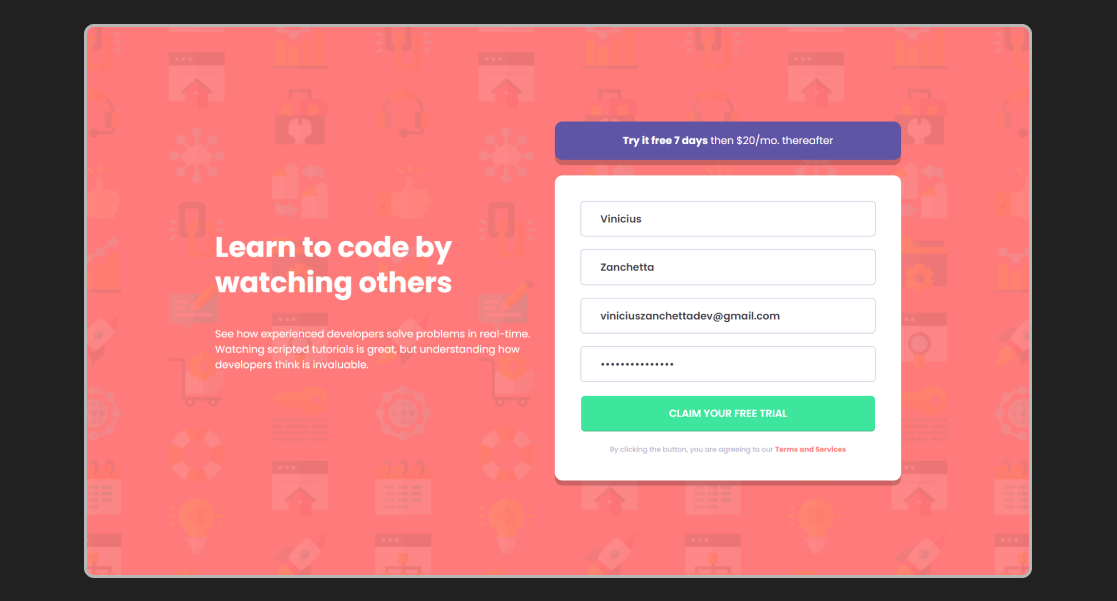 Learn to code by
watching others
See how experienced developers solve problems in real-time.
Watching scripted tutorials is great, but understanding how
developers think is invaluable.
Try it free 7 days then $20/mo. thereafter
Vinicius
Zanchetta
viniciuszanchettadev@gmail.com
•••••••••••••••
CLAIM YOUR FREE TRIAL
By clicking the button, you are agreeing to our Terms and Services